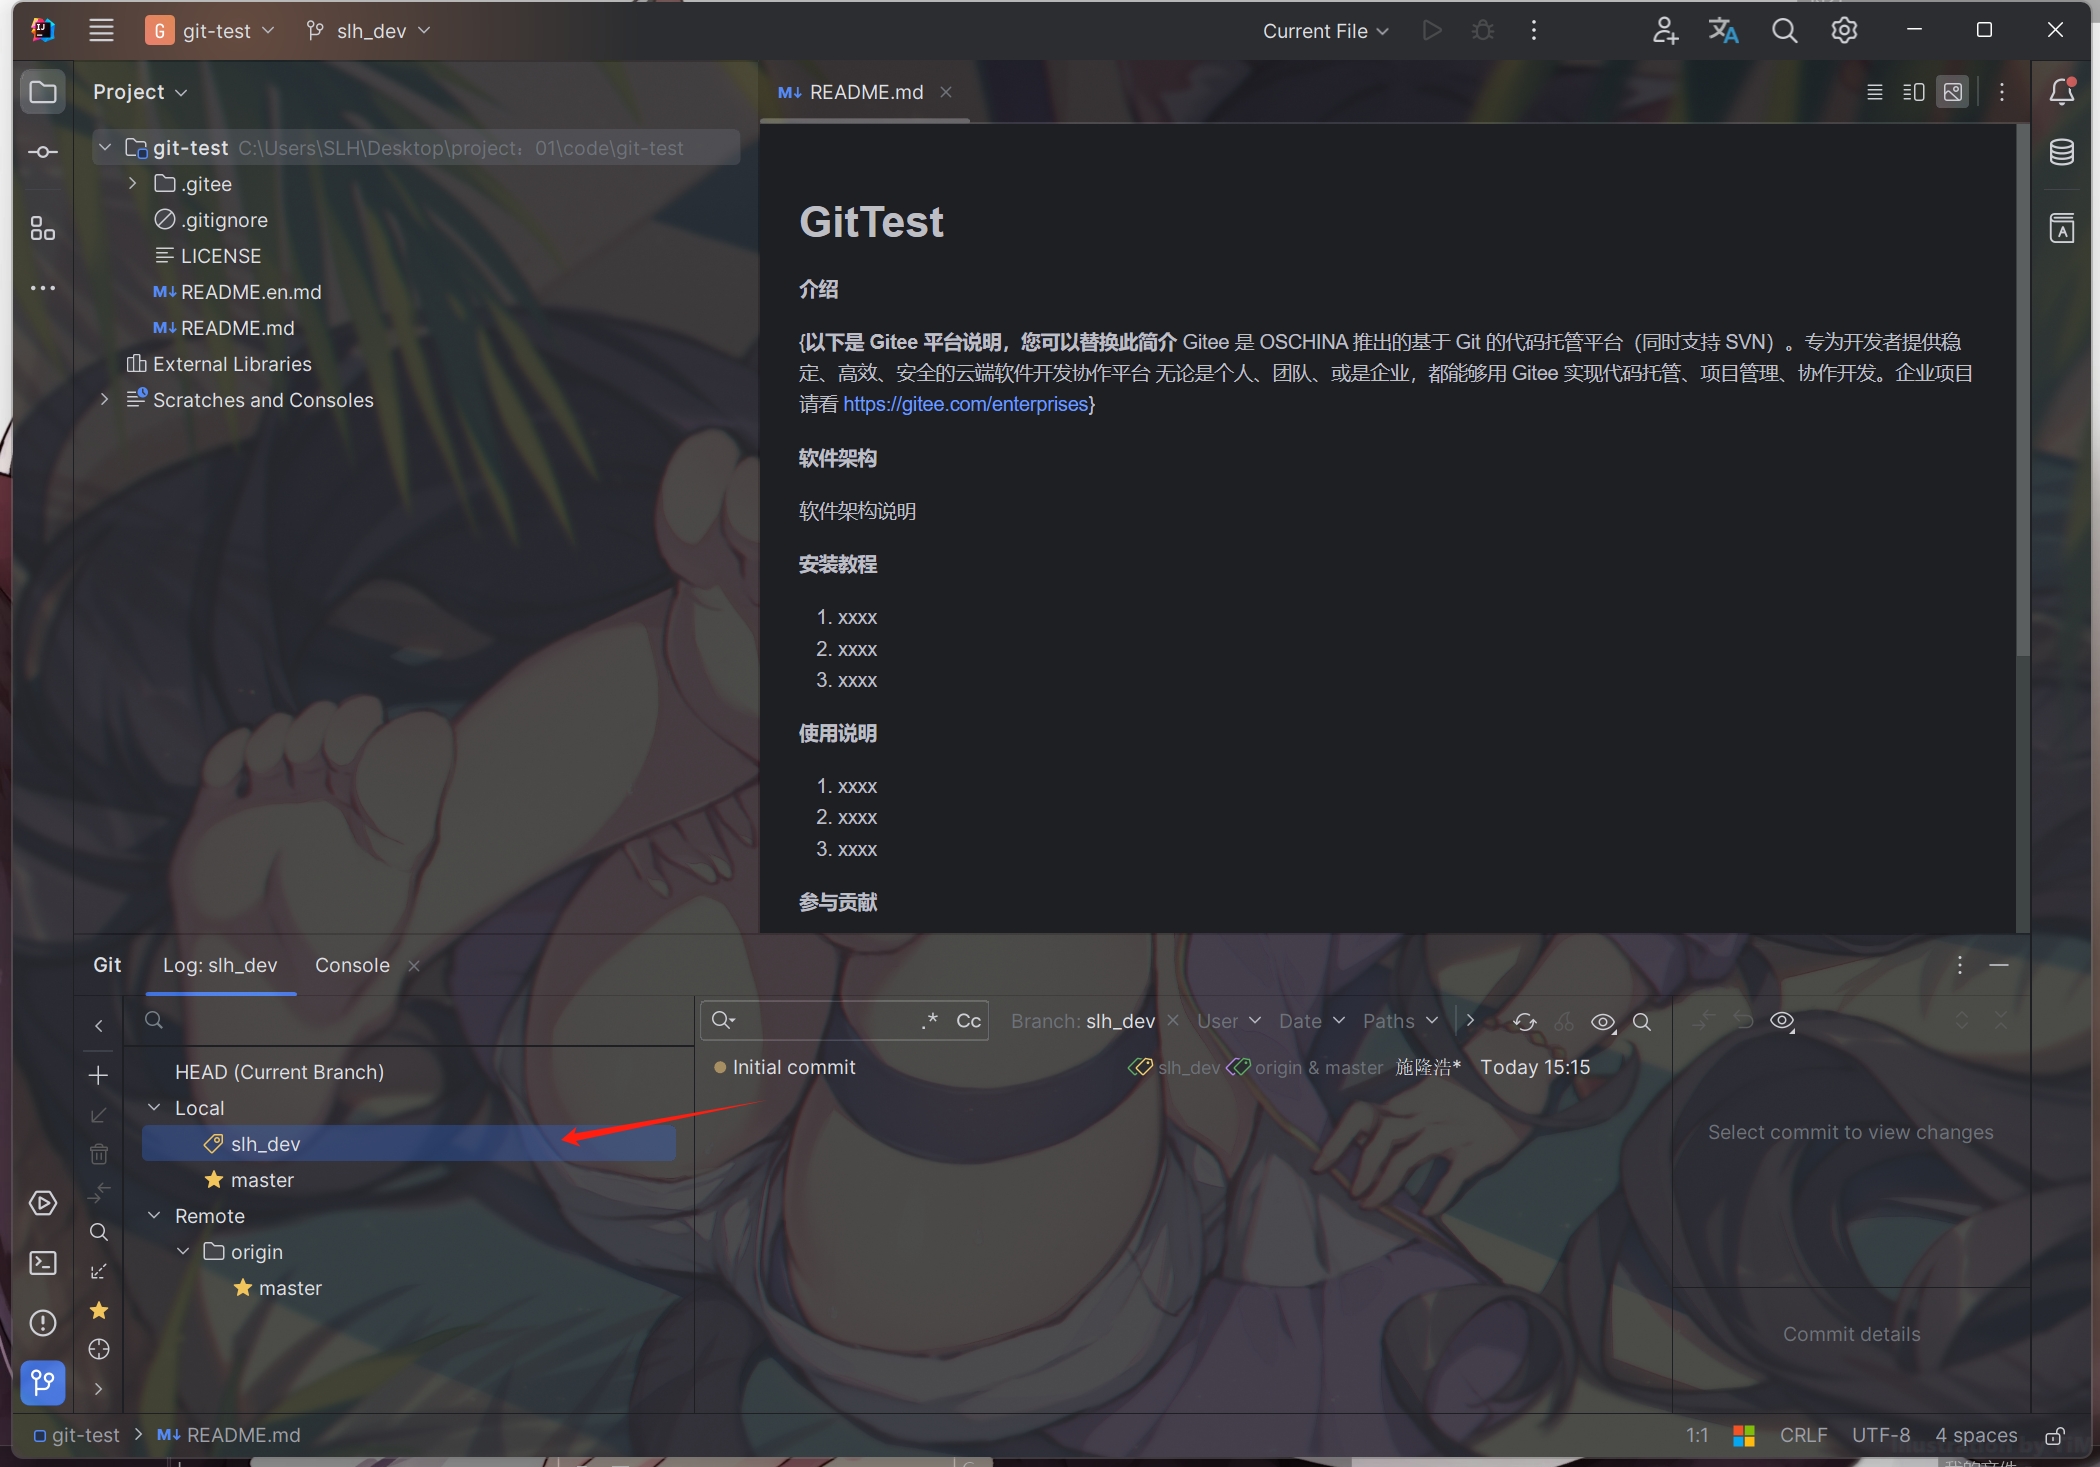 G git-test slh_dev Current File
Project
README.md
git-test C:\Users\SLH\Desktop\project：01\code\git-test
.gitee
.gitignore
LICENSE
README.en.md
README.md
External Libraries
Scratches and Consoles
GitTest
介绍
{以下是 Gitee 平台说明，您可以替换此简介 Gitee 是 OSCHINA 推出的基于 Git 的代码托管平台（同时支持 SVN）。专为开发者提供稳
定、高效、安全的云端软件开发协作平台 无论是个人、团队、或是企业，都能够用 Gitee 实现代码托管、项目管理、协作开发。企业项目
请看 https://gitee.com/enterprises}
软件架构
软件架构说明
安装教程
1. xxxx
2. xxxx
3. xxxx
使用说明
1. xxxx
2. xxxx
3. xxxx
参与贡献
Git Log: slh_dev Console
.* Cc Branch: slh_dev User Date Paths
HEAD (Current Branch)
Local
slh_dev
master
Remote
origin
master
Initial commit slh_dev origin & master 施隆浩* Today 15:15
Select commit to view changes
Commit details
git-test README.md 1:1 CRLF UTF-8 4 spaces